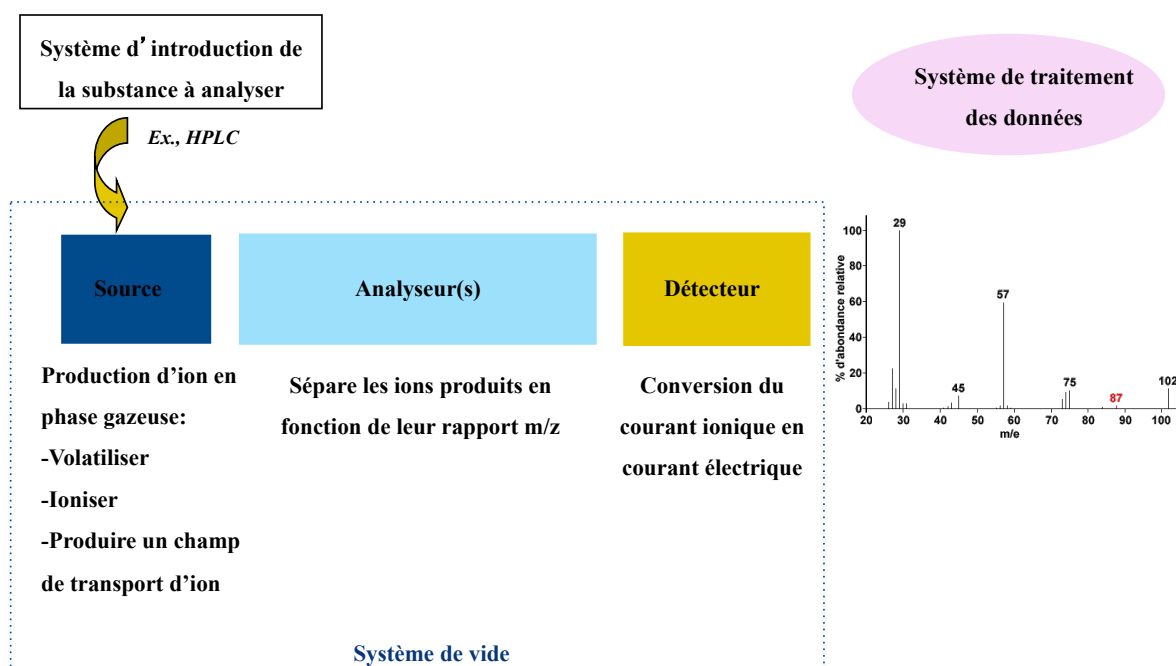 Système d’ introduction de
la substance à analyser
Ex., HPLC
Système de traitement
des données
Source
Analyseur(s)
Détecteur
Production d’ion en
phase gazeuse:
-Volatiliser
-Ioniser
-Produire un champ
de transport d’ion
Sépare les ions produits en
fonction de leur rapport m/z
Conversion du
courant ionique en
courant électrique
Système de vide
% d'abondance relative
100
80
60
40
20
0
29
57
45
75
87
102
20 30 40 50 60 70 80 90 100
m/e